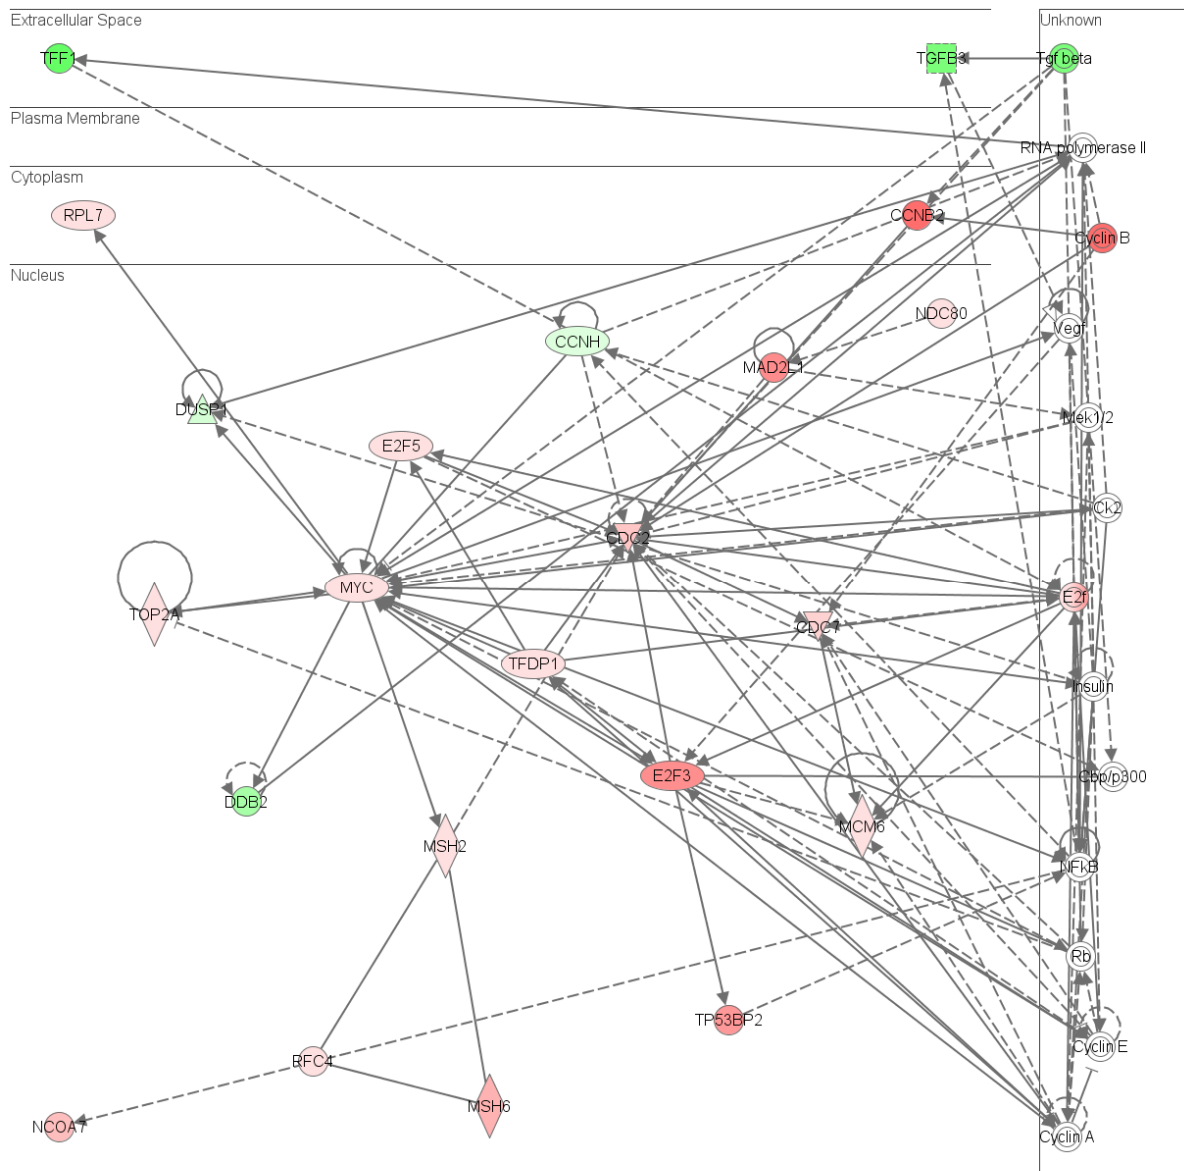 Extracellular Space
Unknown
TFF1
TGFB3
Tgf beta
Plasma Membrane
RNA polymerase II
Cytoplasm
RPL7
CCNB2
Cyclin B
Nucleus
NDC80
Vegf
CCNH
MAD2L1
DUSP1
Mek1/2
E2F5
Ck2
CDC2
MYC
E2f
TOP2A
CDC7
TFDP1
Insulin
E2F3
Cbp/p300
DDB2
MCM6
MSH2
NFkB
Rb
TP53BP2
Cyclin E
RFC4
MSH6
NCOA7
Cyclin A